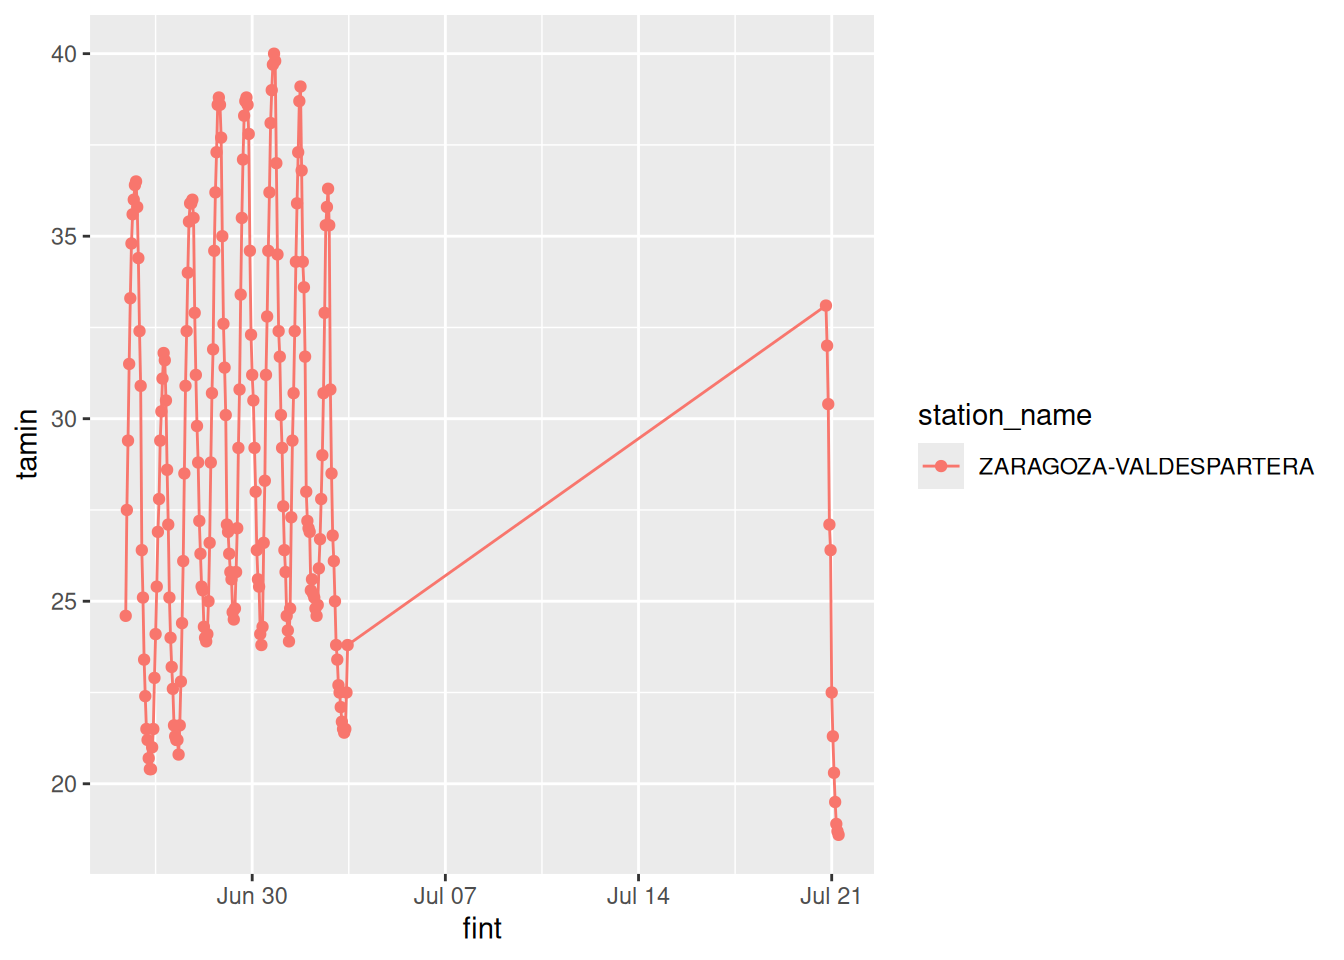 40
35
30
25
20
tamin
Jun 30
Jul 07
Jul 14
Jul 21
fint
station_name
ZARAGOZA-VALDESPARTERA